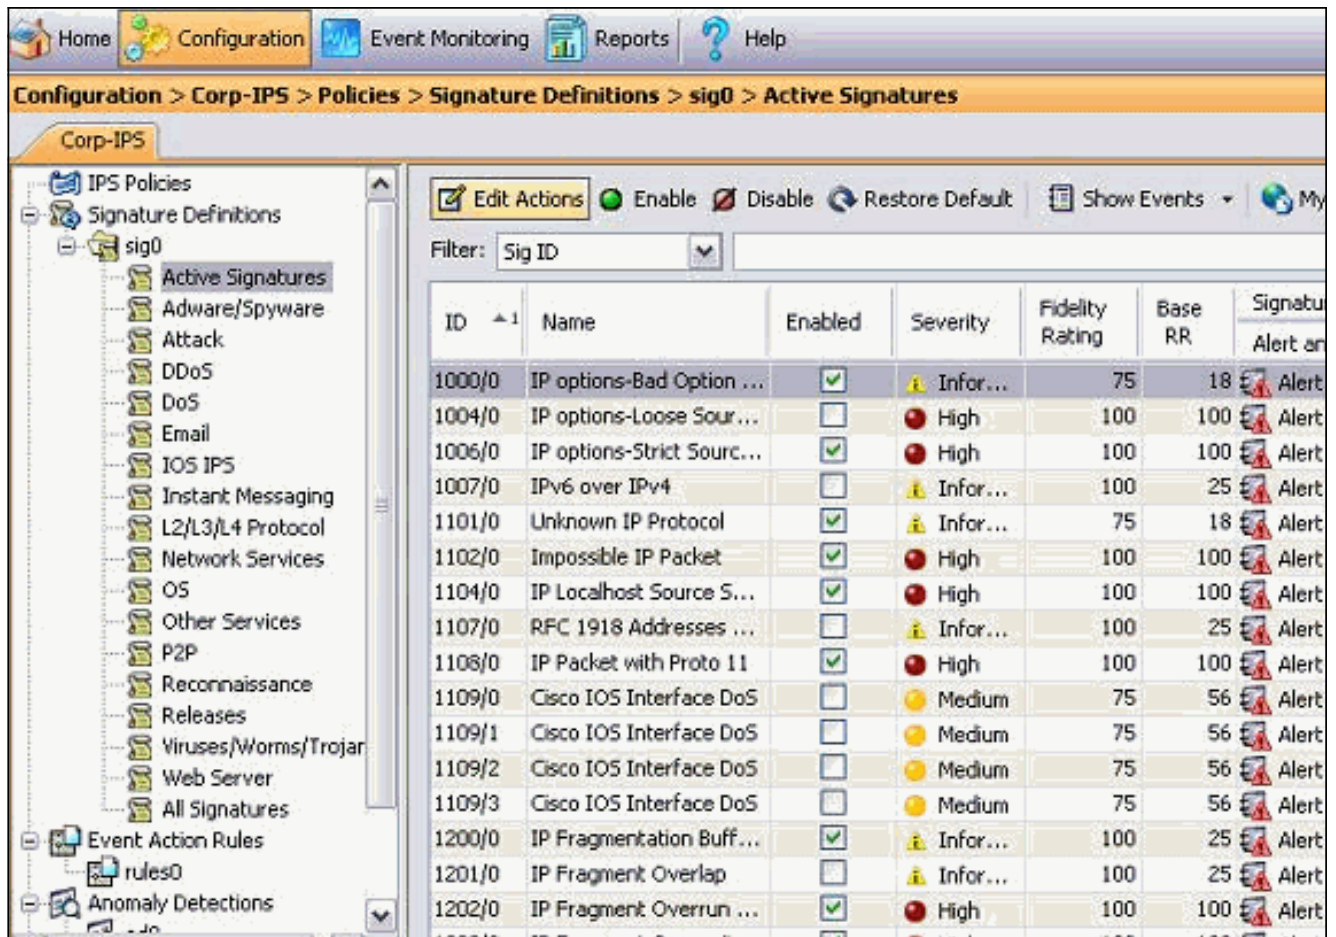 Home Configuration Event Monitoring Reports Help
Configuration > Corp-IPS > Policies > Signature Definitions > sig0 > Active Signatures
Corp-IPS
IPS Policies
Signature Definitions
sig0
Active Signatures
Adware/Spyware
Attack
DDoS
DoS
Email
IOS IPS
Instant Messaging
L2/L3/L4 Protocol
Network Services
OS
Other Services
P2P
Reconnaissance
Releases
Viruses/Worms/Trojar
Web Server
All Signatures
Event Action Rules
rules0
Anomaly Detections
Edit Actions Enable Disable Restore Default Show Events My
Filter: Sig ID
ID 1 Name Enabled Severity Fidelity Rating Base RR Signatur
Alert an
1000/0 IP options-Bad Option ... Infor... 75 18 Alert
1004/0 IP options-Loose Sour... High 100 100 Alert
1006/0 IP options-Strict Sourc... High 100 100 Alert
1007/0 IPv6 over IPv4 Infor... 100 25 Alert
1101/0 Unknown IP Protocol Infor... 75 18 Alert
1102/0 Impossible IP Packet High 100 100 Alert
1104/0 IP Localhost Source S... High 100 100 Alert
1107/0 RFC 1918 Addresses ... Infor... 100 25 Alert
1108/0 IP Packet with Proto 11 High 100 100 Alert
1109/0 Cisco IOS Interface DoS Medium 75 56 Alert
1109/1 Cisco IOS Interface DoS Medium 75 56 Alert
1109/2 Cisco IOS Interface DoS Medium 75 56 Alert
1109/3 Cisco IOS Interface DoS Medium 75 56 Alert
1200/0 IP Fragmentation Buff... Infor... 100 25 Alert
1201/0 IP Fragment Overlap Infor... 100 25 Alert
1202/0 IP Fragment Overrun ... High 100 100 Alert